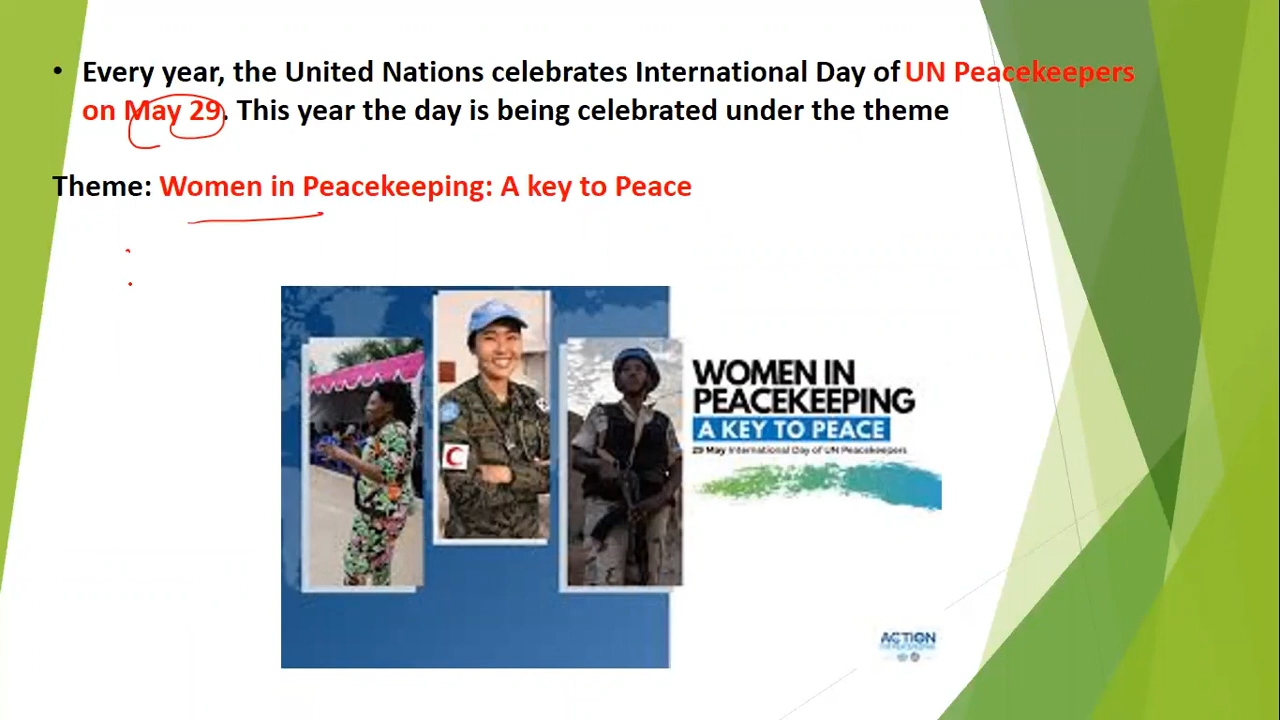 • Every year, the United Nations celebrates International Day of UN Peacekeepers
on May 29. This year the day is being celebrated under the theme
Theme: Women in Peacekeeping: A key to Peace
WOMEN IN
PEACEKEEPING
A KEY TO PEACE
29 May International Day of UN Peacekeepers
ACTION